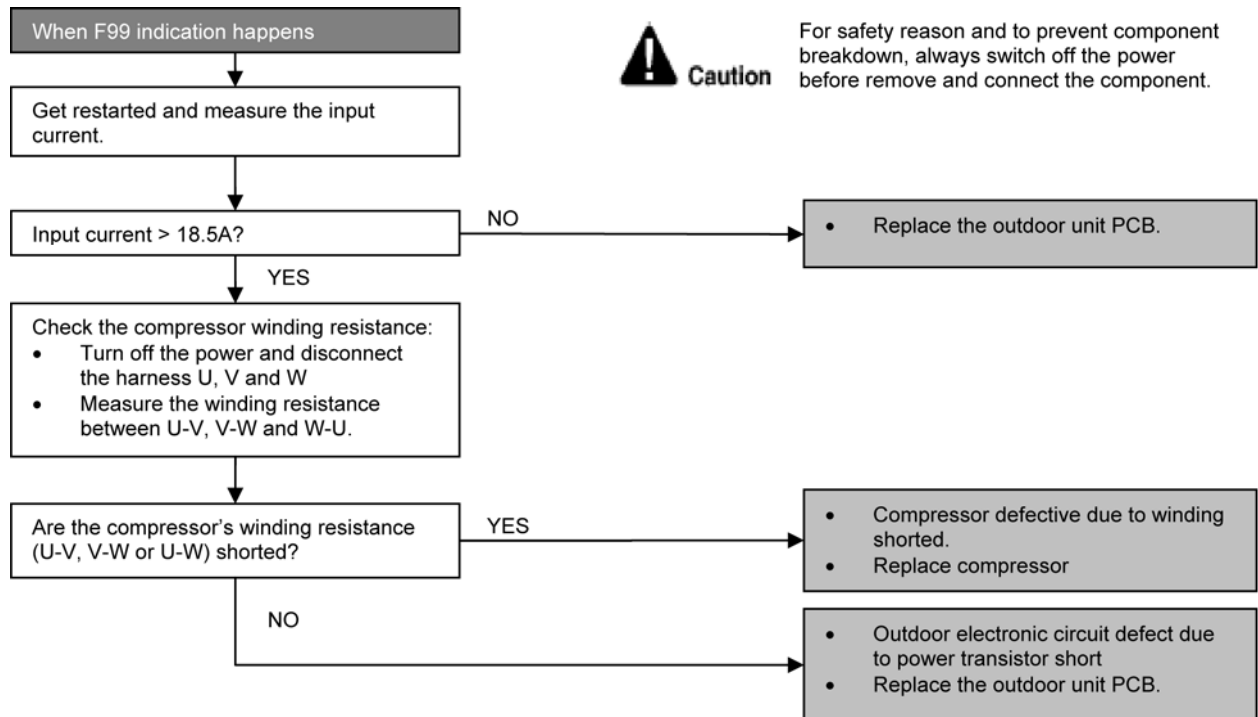 When F99 indication happens
Caution
For safety reason and to prevent component
breakdown, always switch off the power
before remove and connect the component.
Get restarted and measure the input
current.
Input current > 18.5A?
NO
• Replace the outdoor unit PCB.
YES
Check the compressor winding resistance:
• Turn off the power and disconnect
the harness U, V and W
• Measure the winding resistance
between U-V, V-W and W-U.
Are the compressor's winding resistance
(U-V, V-W or U-W) shorted?
YES
• Compressor defective due to winding
shorted.
• Replace compressor
NO
• Outdoor electronic circuit defect due
to power transistor short
• Replace the outdoor unit PCB.